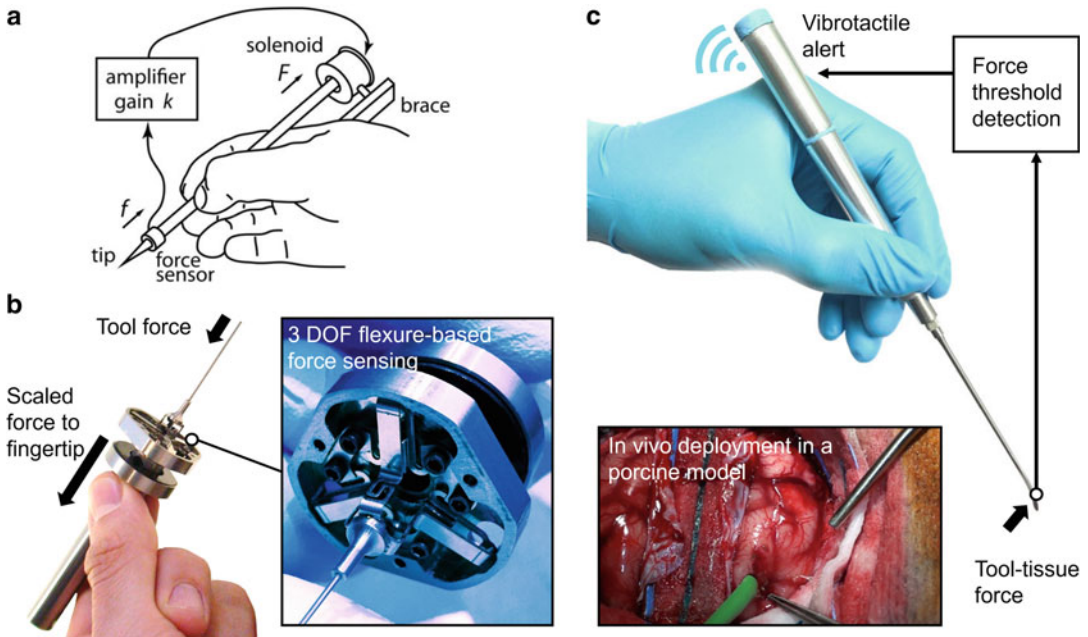 a
solenoid
F
amplifier
gain k
brace
f
tip
force
sensor
b
Tool force
Scaled
force to
fingertip
3 DOF flexure-based
force sensing
c
Vibrotactile
alert
Force
threshold
detection
In vivo deployment in a
porcine model
Tool-tissue
force